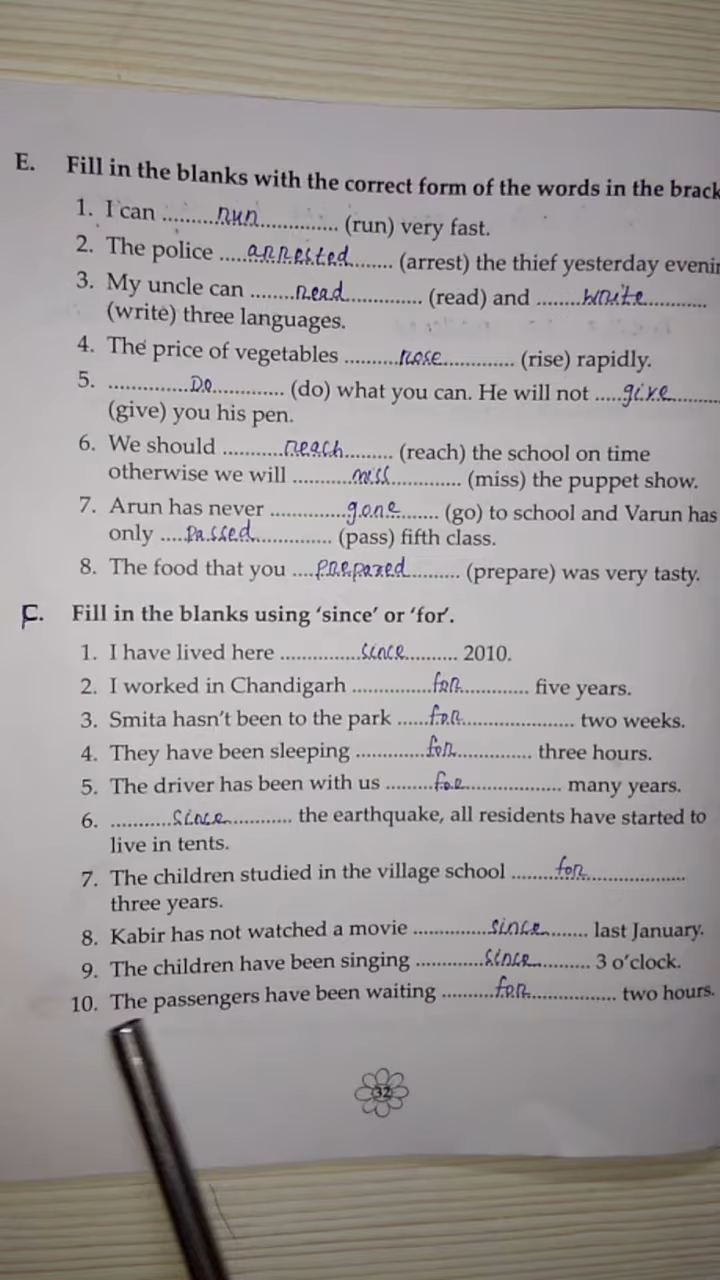 E. Fill in the blanks with the correct form of the words in the brack
1. I can .........run............... (run) very fast.
2. The police .....arrested........ (arrest) the thief yesterday evenin
3. My uncle can ........read.............. (read) and ........write...........
(write) three languages.
4. The price of vegetables ..........rose.............. (rise) rapidly.
5. ..............Do.............. (do) what you can. He will not .....give........
(give) you his pen.
6. We should ...........reach......... (reach) the school on time
otherwise we will ...........miss............. (miss) the puppet show.
7. Arun has never ..............gone....... (go) to school and Varun has
only ....passed.............. (pass) fifth class.
8. The food that you ....prepared.......... (prepare) was very tasty.
F. Fill in the blanks using 'since' or 'for'.
1. I have lived here ...............since.......... 2010.
2. I worked in Chandigarh ...............for.............. five years.
3. Smita hasn't been to the park ......for..................... two weeks.
4. They have been sleeping .............for.............. three hours.
5. The driver has been with us .........for.................. many years.
6. ...........since............. the earthquake, all residents have started to
live in tents.
7. The children studied in the village school ........for...................
three years.
8. Kabir has not watched a movie ..............since........ last January.
9. The children have been singing .............since........... 3 o'clock.
10. The passengers have been waiting .........for................ two hours.
32